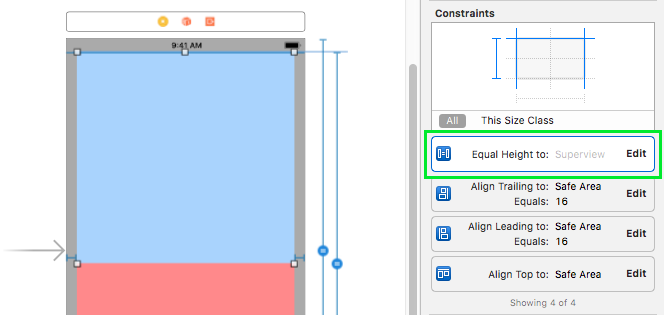 Constraints
9:41 AM
All This Size Class
Equal Height to: Superview Edit
Align Trailing to: Safe Area Edit
Equals: 16
Align Leading to: Safe Area Edit
Equals: 16
Align Top to: Safe Area Edit
Showing 4 of 4